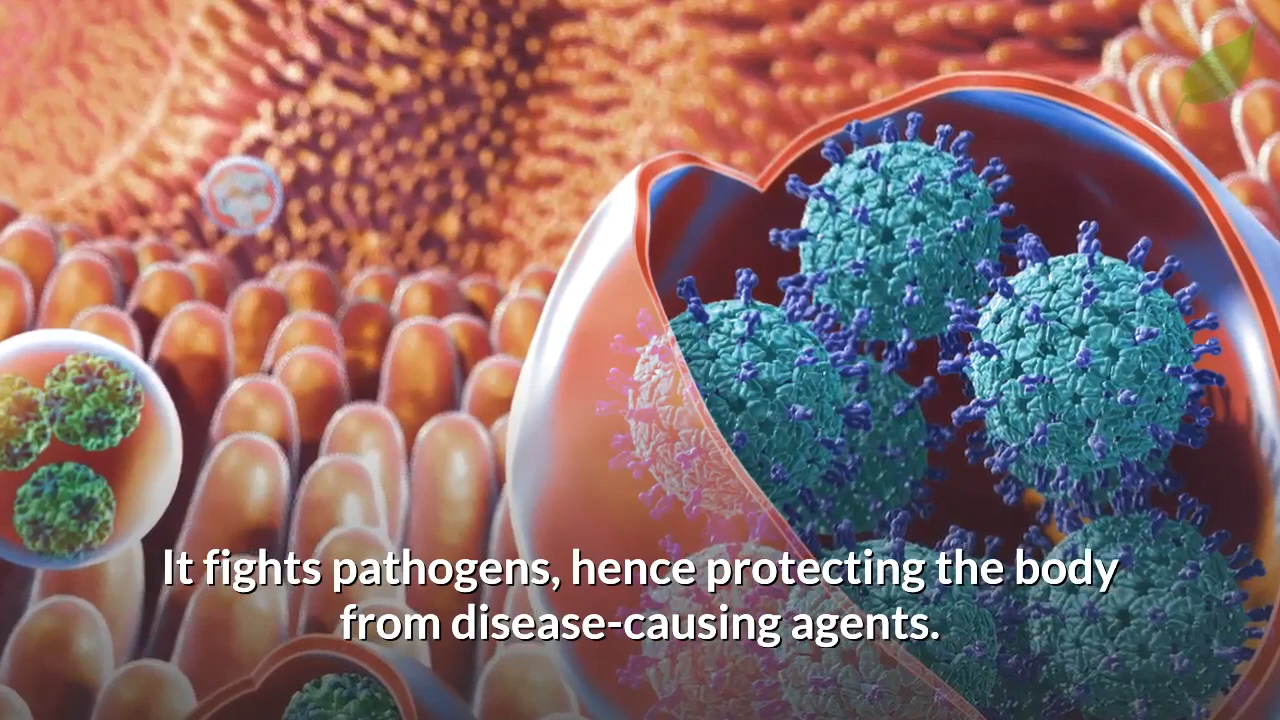 It fights pathogens, hence protecting the body
from disease-causing agents.